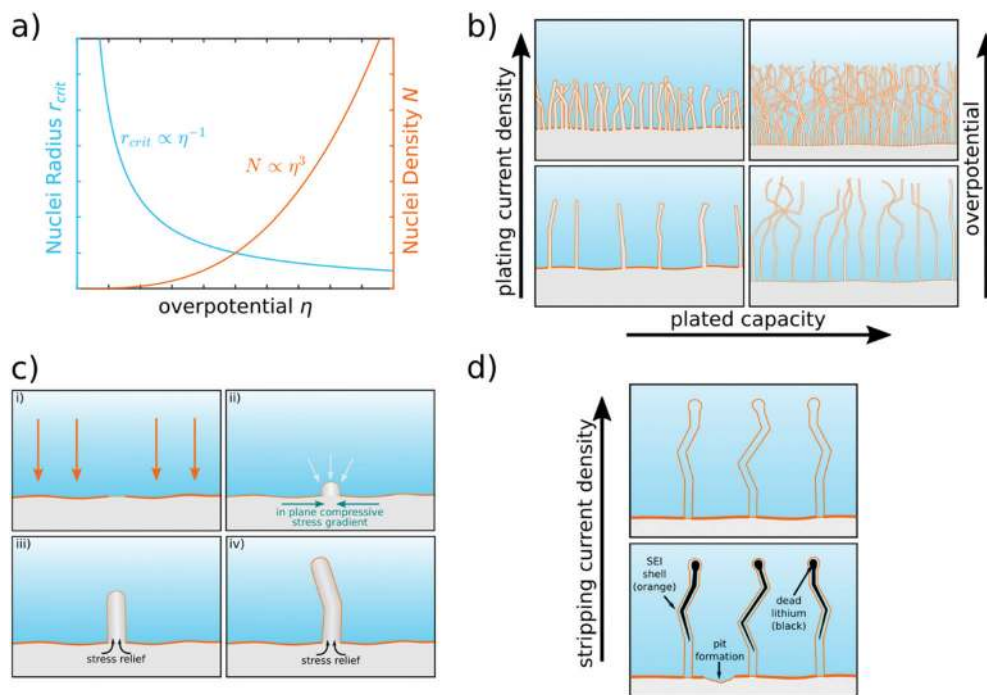 a)
Nuclei Radius r_crit
r_crit ∝ η⁻¹
N ∝ η³
Nuclei Density N
overpotential η
b)
plating current density
overpotential
plated capacity
c)
i)
ii)
in plane compressive
stress gradient
iii)
stress relief
iv)
stress relief
d)
stripping current density
SEI
shell
(orange)
dead
lithium
(black)
pit
formation